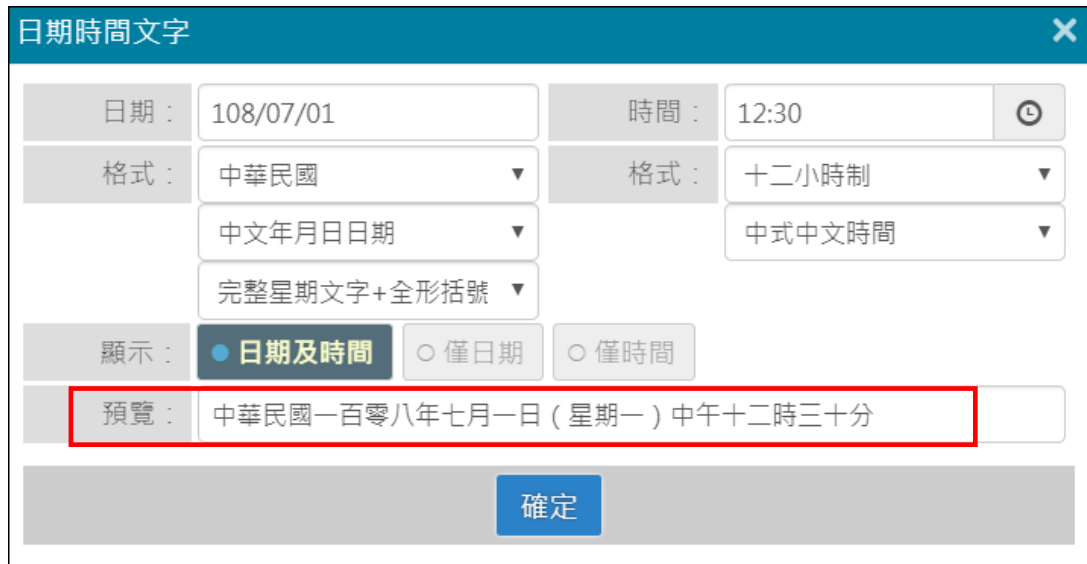 日期時間文字 ×
日期： 108/07/01 時間： 12:30
格式： 中華民國 ▼ 格式： 十二小時制 ▼
中文年月日日期 ▼ 中式中文時間 ▼
完整星期文字+全形括號 ▼
顯示： ● 日期及時間 ○ 僅日期 ○ 僅時間
預覽： 中華民國一百零八年七月一日（星期一）中午十二時三十分
確定